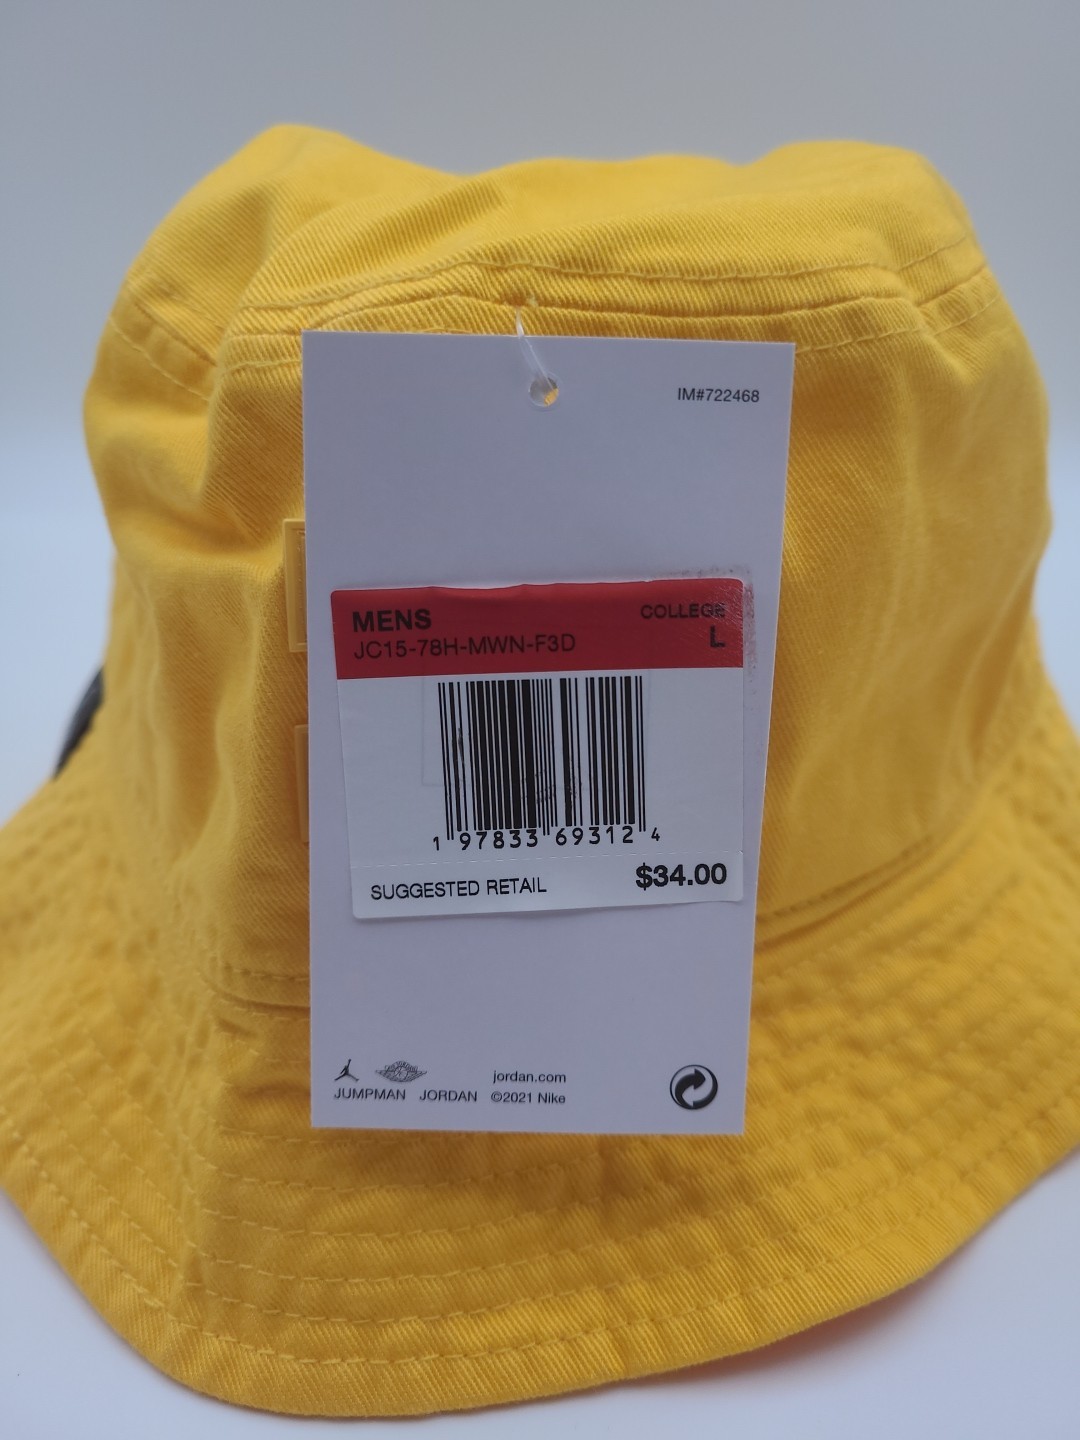 IM#722468
MENS COLLEGE
JC15-78H-MWN-F3D L
1 97833 69312 4
SUGGESTED RETAIL $34.00
jordan.com
JUMPMAN JORDAN ©2021 Nike